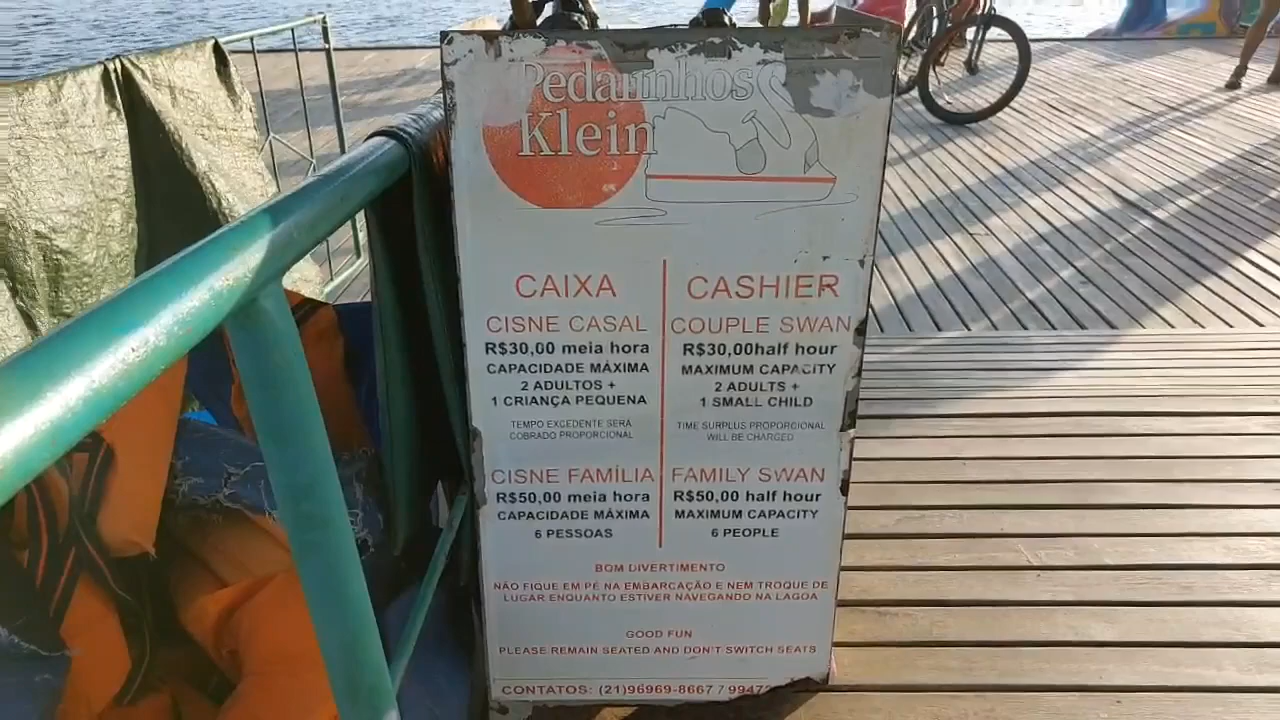 Pedalinhos
Klein
CAIXA
CISNE CASAL
R$30,00 meia hora
CAPACIDADE MÁXIMA
2 ADULTOS +
1 CRIANÇA PEQUENA
TEMPO EXCEDENTE SERÁ
COBRADO PROPORCIONAL
CISNE FAMÍLIA
R$50,00 meia hora
CAPACIDADE MÁXIMA
6 PESSOAS
CASHIER
COUPLE SWAN
R$30,00half hour
MAXIMUM CAPACITY
2 ADULTS +
1 SMALL CHILD
TIME SURPLUS PROPORCIONAL
WILL BE CHARGED
FAMILY SWAN
R$50,00 half hour
MAXIMUM CAPACITY
6 PEOPLE
BOM DIVERTIMENTO
NÃO FIQUE EM PÉ NA EMBARCAÇÃO E NEM TROQUE DE
LUGAR ENQUANTO ESTIVER NAVEGANDO NA LAGOA
GOOD FUN
PLEASE REMAIN SEATED AND DON'T SWITCH SEATS
CONTATOS: (21)96969-8667 /